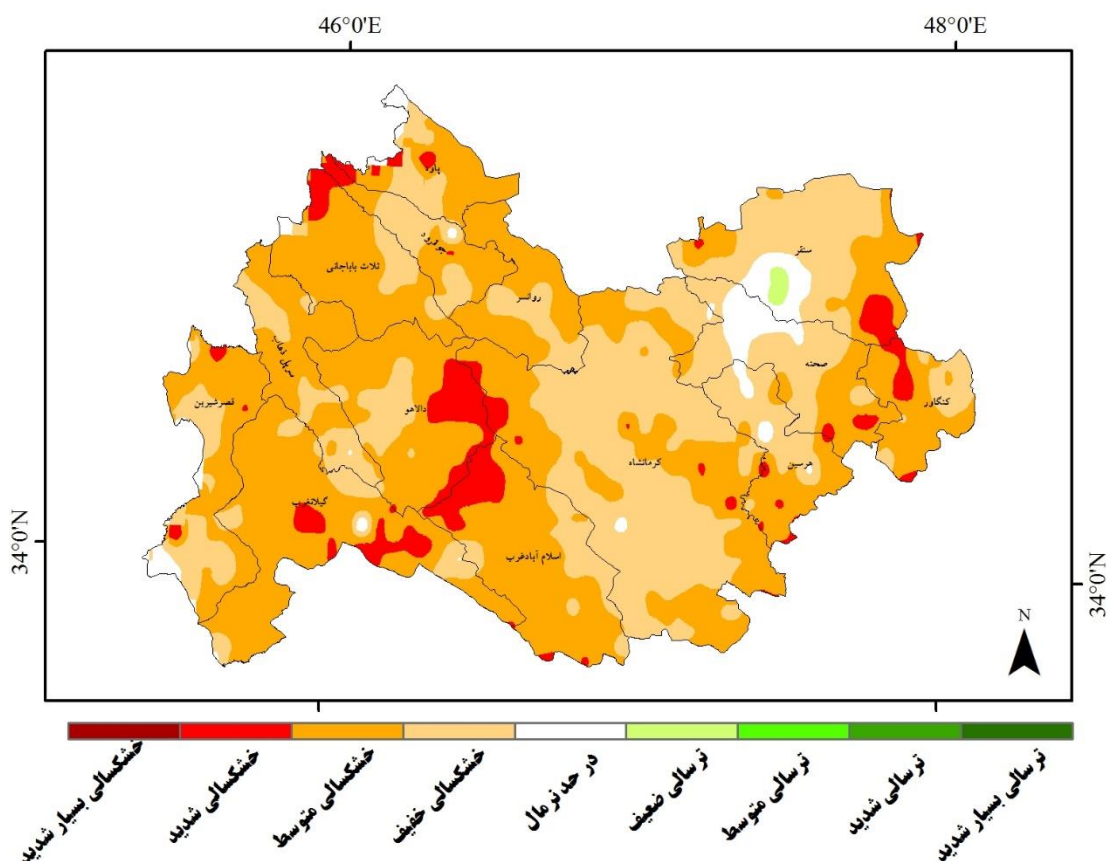 46°0'E
48°0'E
پاوه
سنقر
جوانرود
ثلاث باباجانی
روانسر
سرپل ذهاب
صحنه
کنگاور
قصرشیرین
دالاهو
کرمانشاه
هرسین
گیلانغرب
اسلام آبادغرب
34°0'N
34°0'N
N
خشکسالی بسیار شدید
خشکسالی شدید
خشکسالی متوسط
خشکسالی خفیف
در حد نرمال
ترسالی ضعیف
ترسالی متوسط
ترسالی شدید
ترسالی بسیار شدید